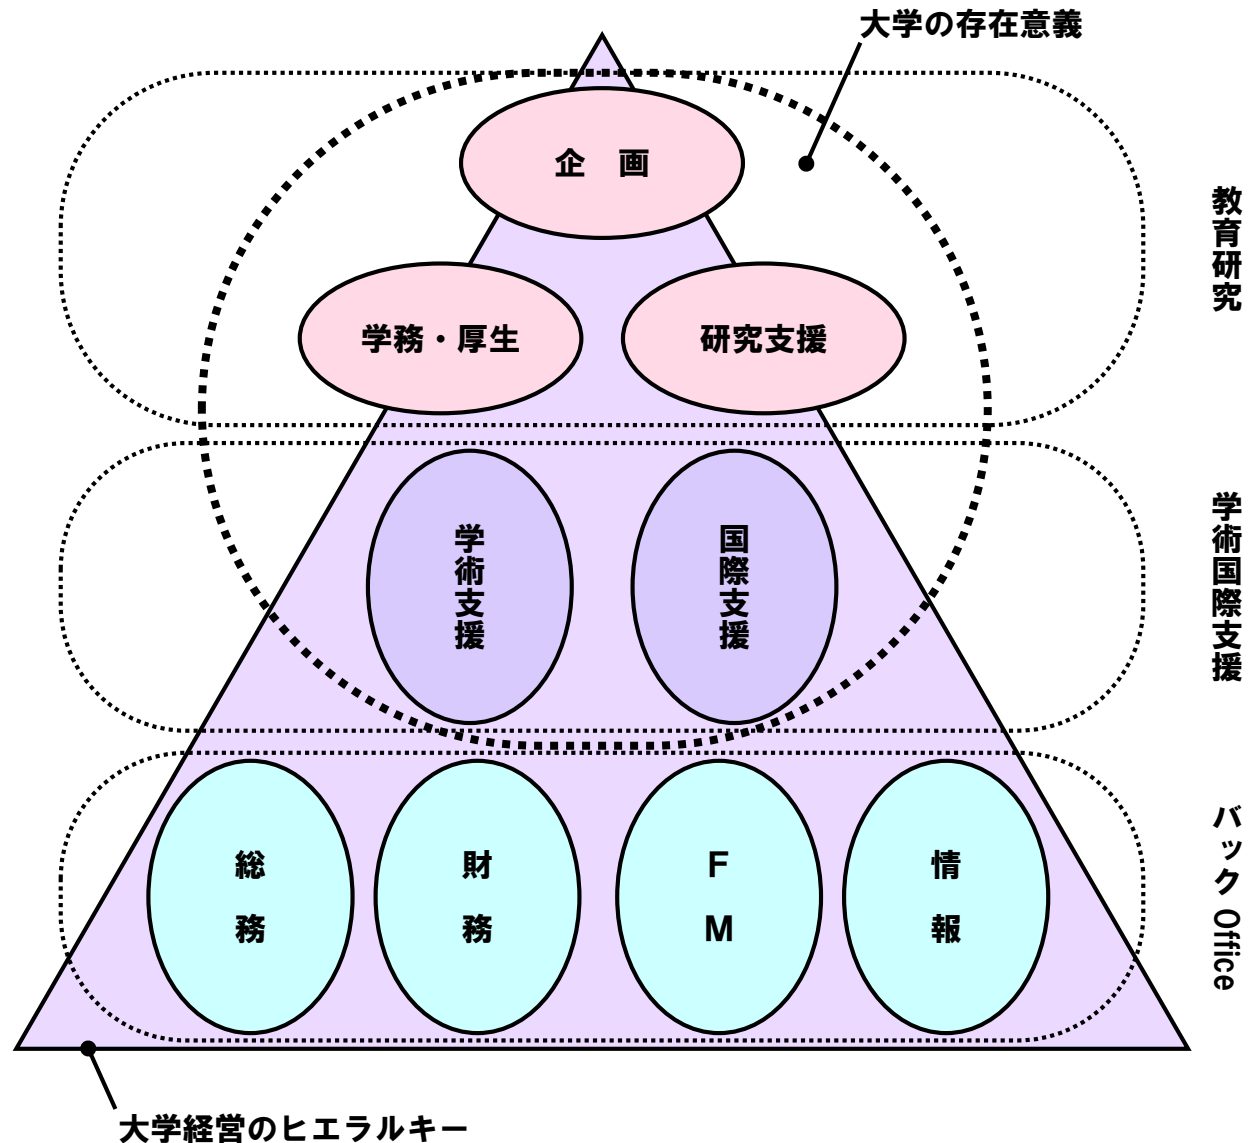 大学の存在意義
企　画
教育研究
学務・厚生
研究支援
学術支援
国際支援
学術国際支援
総務
財務
FM
情報
バック Office
大学経営のヒエラルキー